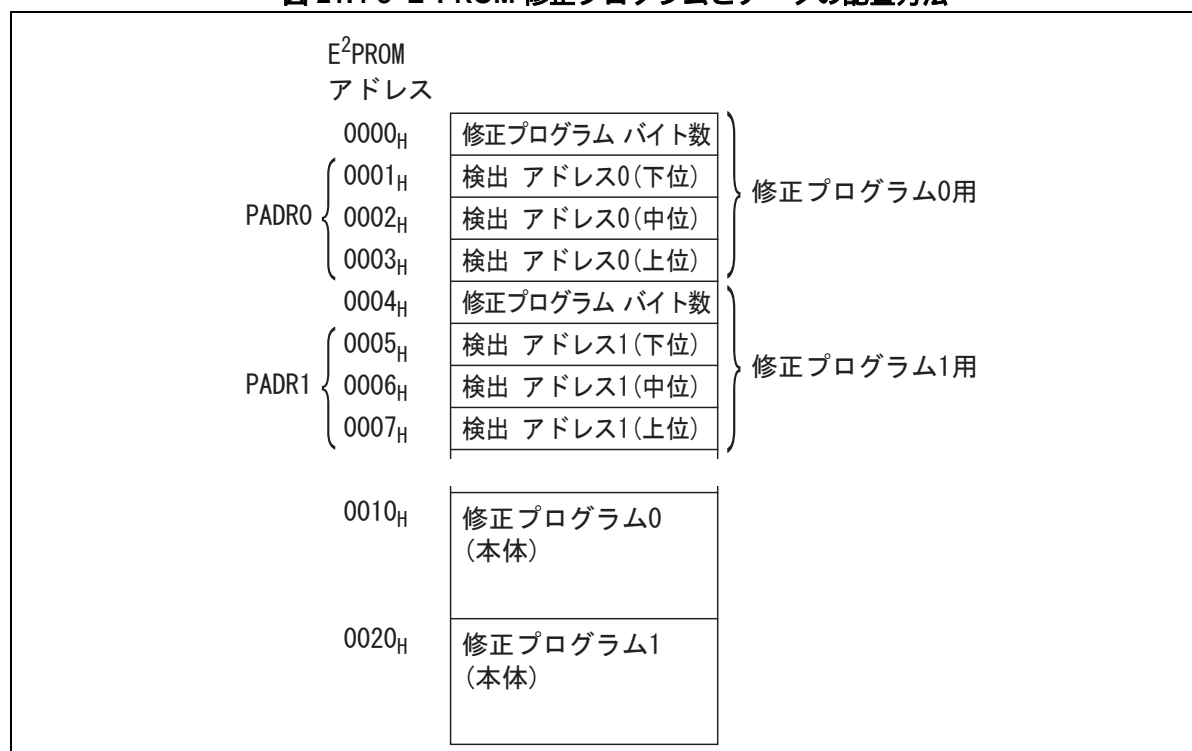 E²PROM
アドレス
0000H 修正プログラム バイト数
0001H 検出 アドレス0(下位)
修正プログラム0用
PADR0 0002H 検出 アドレス0(中位)
0003H 検出 アドレス0(上位)
0004H 修正プログラム バイト数
0005H 検出 アドレス1(下位)
修正プログラム1用
PADR1 0006H 検出 アドレス1(中位)
0007H 検出 アドレス1(上位)
0010H 修正プログラム0
(本体)
0020H 修正プログラム1
(本体)